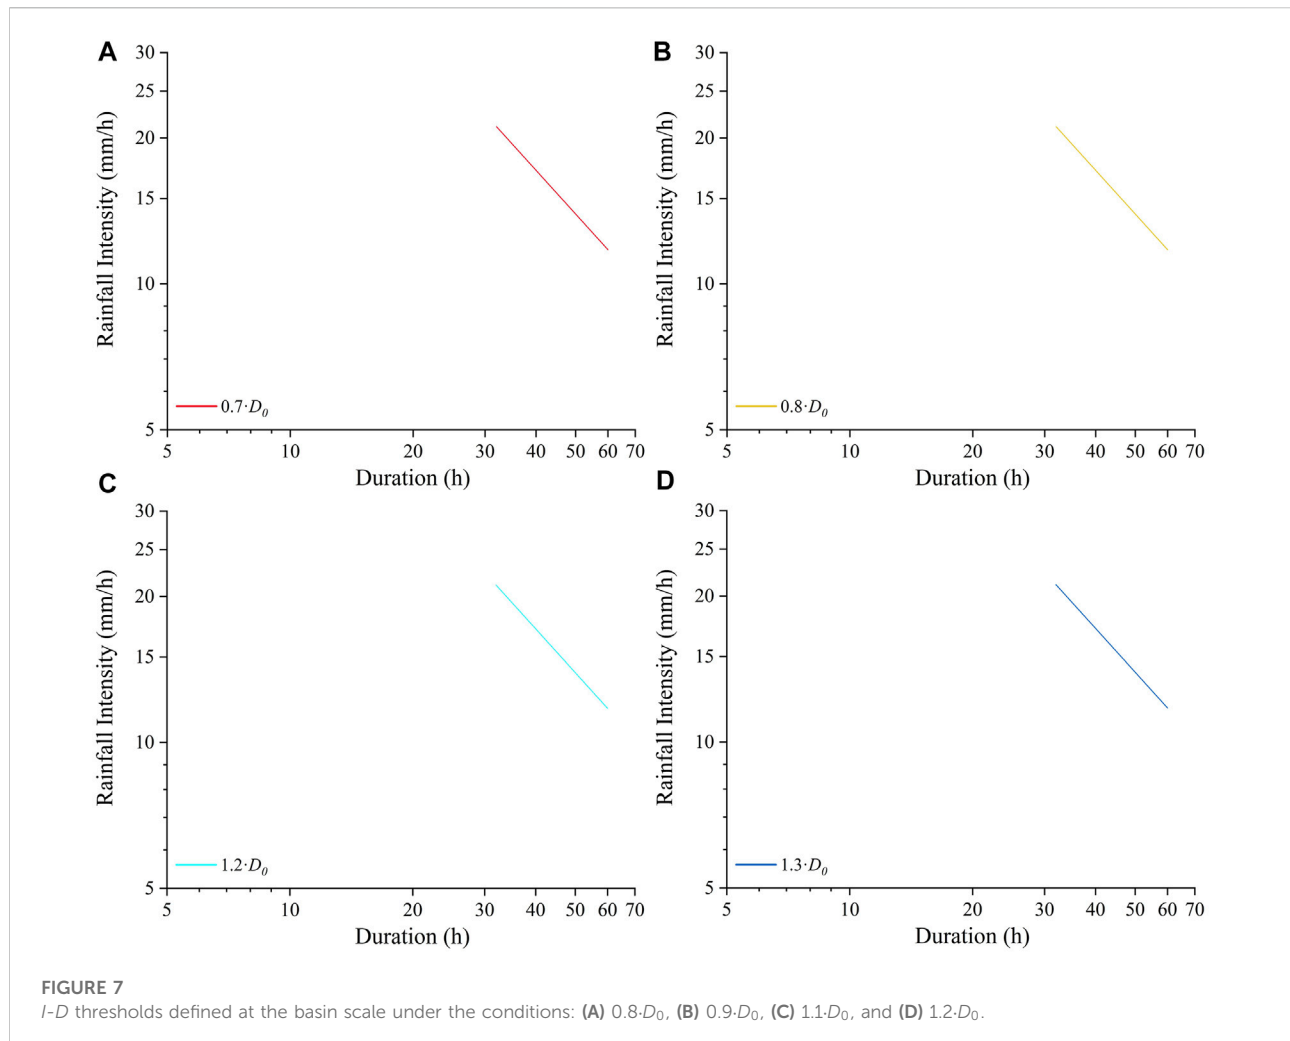 A
B
30
25
20
15
10
5
Rainfall Intensity (mm/h)
0.7·D0
5 10 20 30 40 50 60 70
Duration (h)
30
25
20
15
10
5
Rainfall Intensity (mm/h)
0.8·D0
5 10 20 30 40 50 60 70
Duration (h)
C
D
30
25
20
15
10
5
Rainfall Intensity (mm/h)
1.2·D0
5 10 20 30 40 50 60 70
Duration (h)
30
25
20
15
10
5
Rainfall Intensity (mm/h)
1.3·D0
5 10 20 30 40 50 60 70
Duration (h)
FIGURE 7
I-D thresholds defined at the basin scale under the conditions: (A) 0.8·D0, (B) 0.9·D0, (C) 1.1·D0, and (D) 1.2·D0.